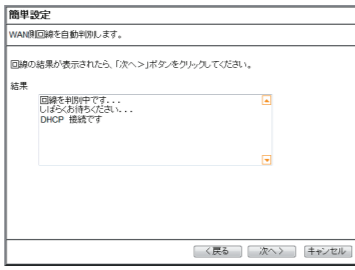 簡単設定
WAN側回線を自動判別します。
回線の結果が表示されたら、「次へ＞」ボタンをクリックしてください。
結果
回線を判別中です...
しばらくお待ちください...
DHCP 接続です
＜戻る
次へ＞
キャンセル